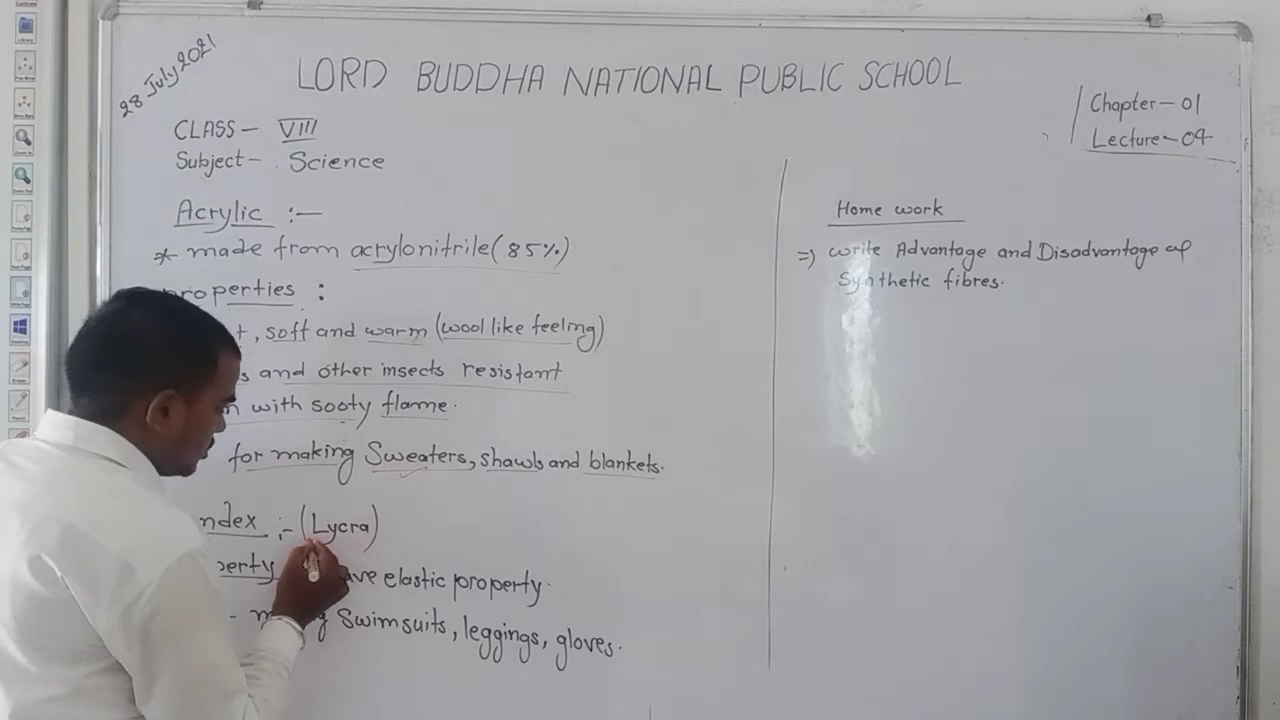 28 July 2021
LORD BUDDHA NATIONAL PUBLIC SCHOOL
CLASS - VIII
Subject - Science
Chapter - 01
Lecture - 04
Acrylic :-
* made from acrylonitrile (85%)
properties :
, soft and warm (wool like feeling)
and other insects resistant
with sooty flame.
for making Sweaters, shawls and blankets.
ndex :- (Lycra)
perty
ave elastic property.
- Swimsuits, leggings, gloves.
Home work
=> write Advantage and Disadvantage of
Synthetic fibres.